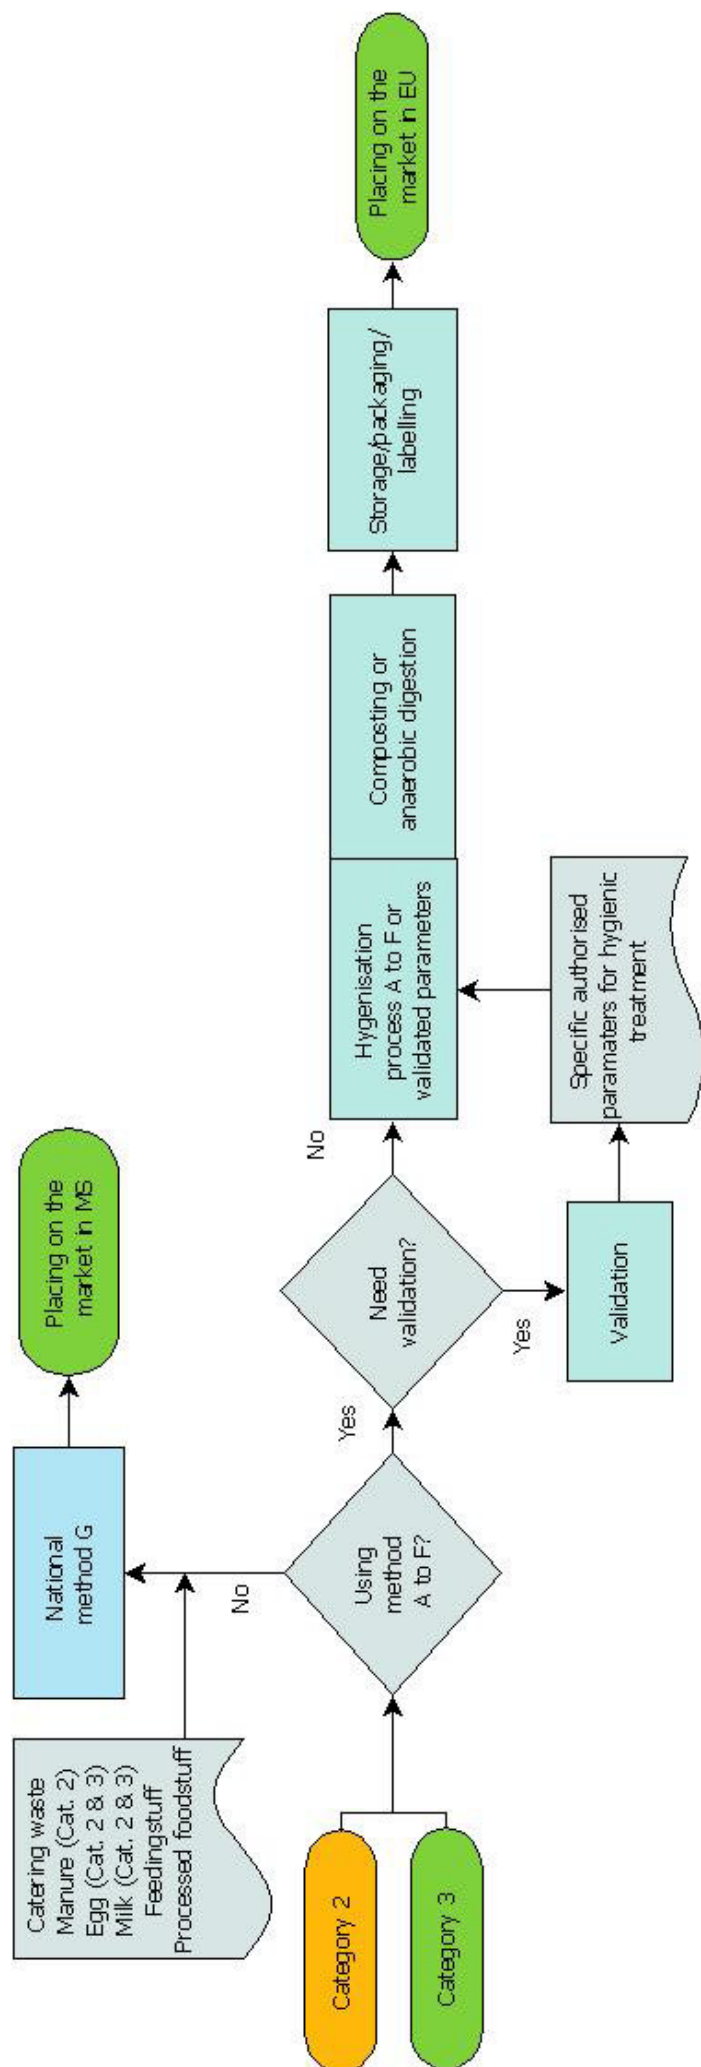 Catering waste
Manure (Cat. 2)
Egg (Cat. 2 & 3)
Milk (Cat. 2 & 3)
Feedingstuff
Processed foodstuff
National
method G
Placing on the
market in MS
Category 2
Category 3
Using
method
A to F?
No
Yes
Need
validation?
No
Yes
Validation
Specific authorised
paramaters for hygienic
treatment
Hygenisation
process A to F or
validated parameters
Composting or
anaerobic digestion
Storage/packaging/
labelling
Placing on the
market in EU